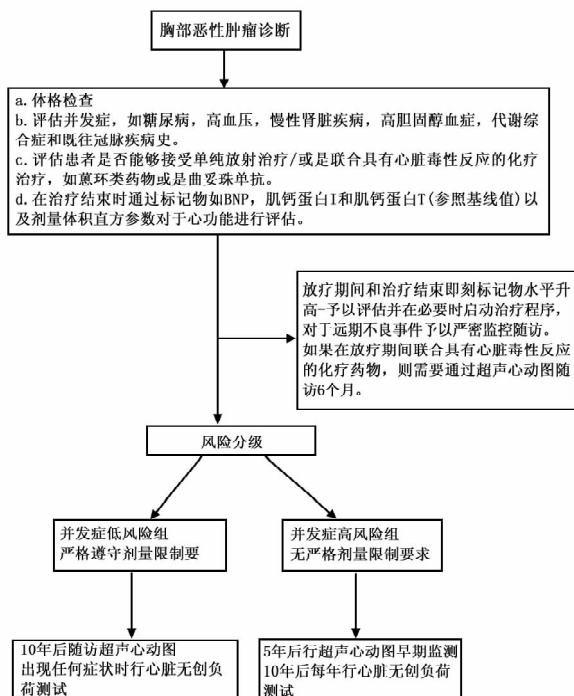 胸部恶性肿瘤诊断
a.体格检查
b.评估并发症，如糖尿病，高血压，慢性肾脏疾病，高胆固醇血症，代谢综
合症和既往冠脉疾病史。
c.评估患者是否能够接受单纯放射治疗/或是联合具有心脏毒性反应的化疗
治疗，如蒽环类药物或是曲妥珠单抗。
d.在治疗结束时通过标记物如BNP，肌钙蛋白I和肌钙蛋白T(参照基线值)以
及剂量体积直方参数对于心功能进行评估。
放疗期间和治疗结束即刻标记物水平升
高-予以评估并在必要时启动治疗程序，
对于远期不良事件予以严密监控随访。
如果在放疗期间联合具有心脏毒性反应
的化疗药物，则需要通过超声心动图随
访6个月。
风险分级
并发症低风险组
严格遵守剂量限制要
并发症高风险组
无严格剂量限制要求
10年后随访超声心动图
出现任何症状时行心脏无创负
荷测试
5年后行超声心动图早期监测
10年后每年行心脏无创负荷
测试